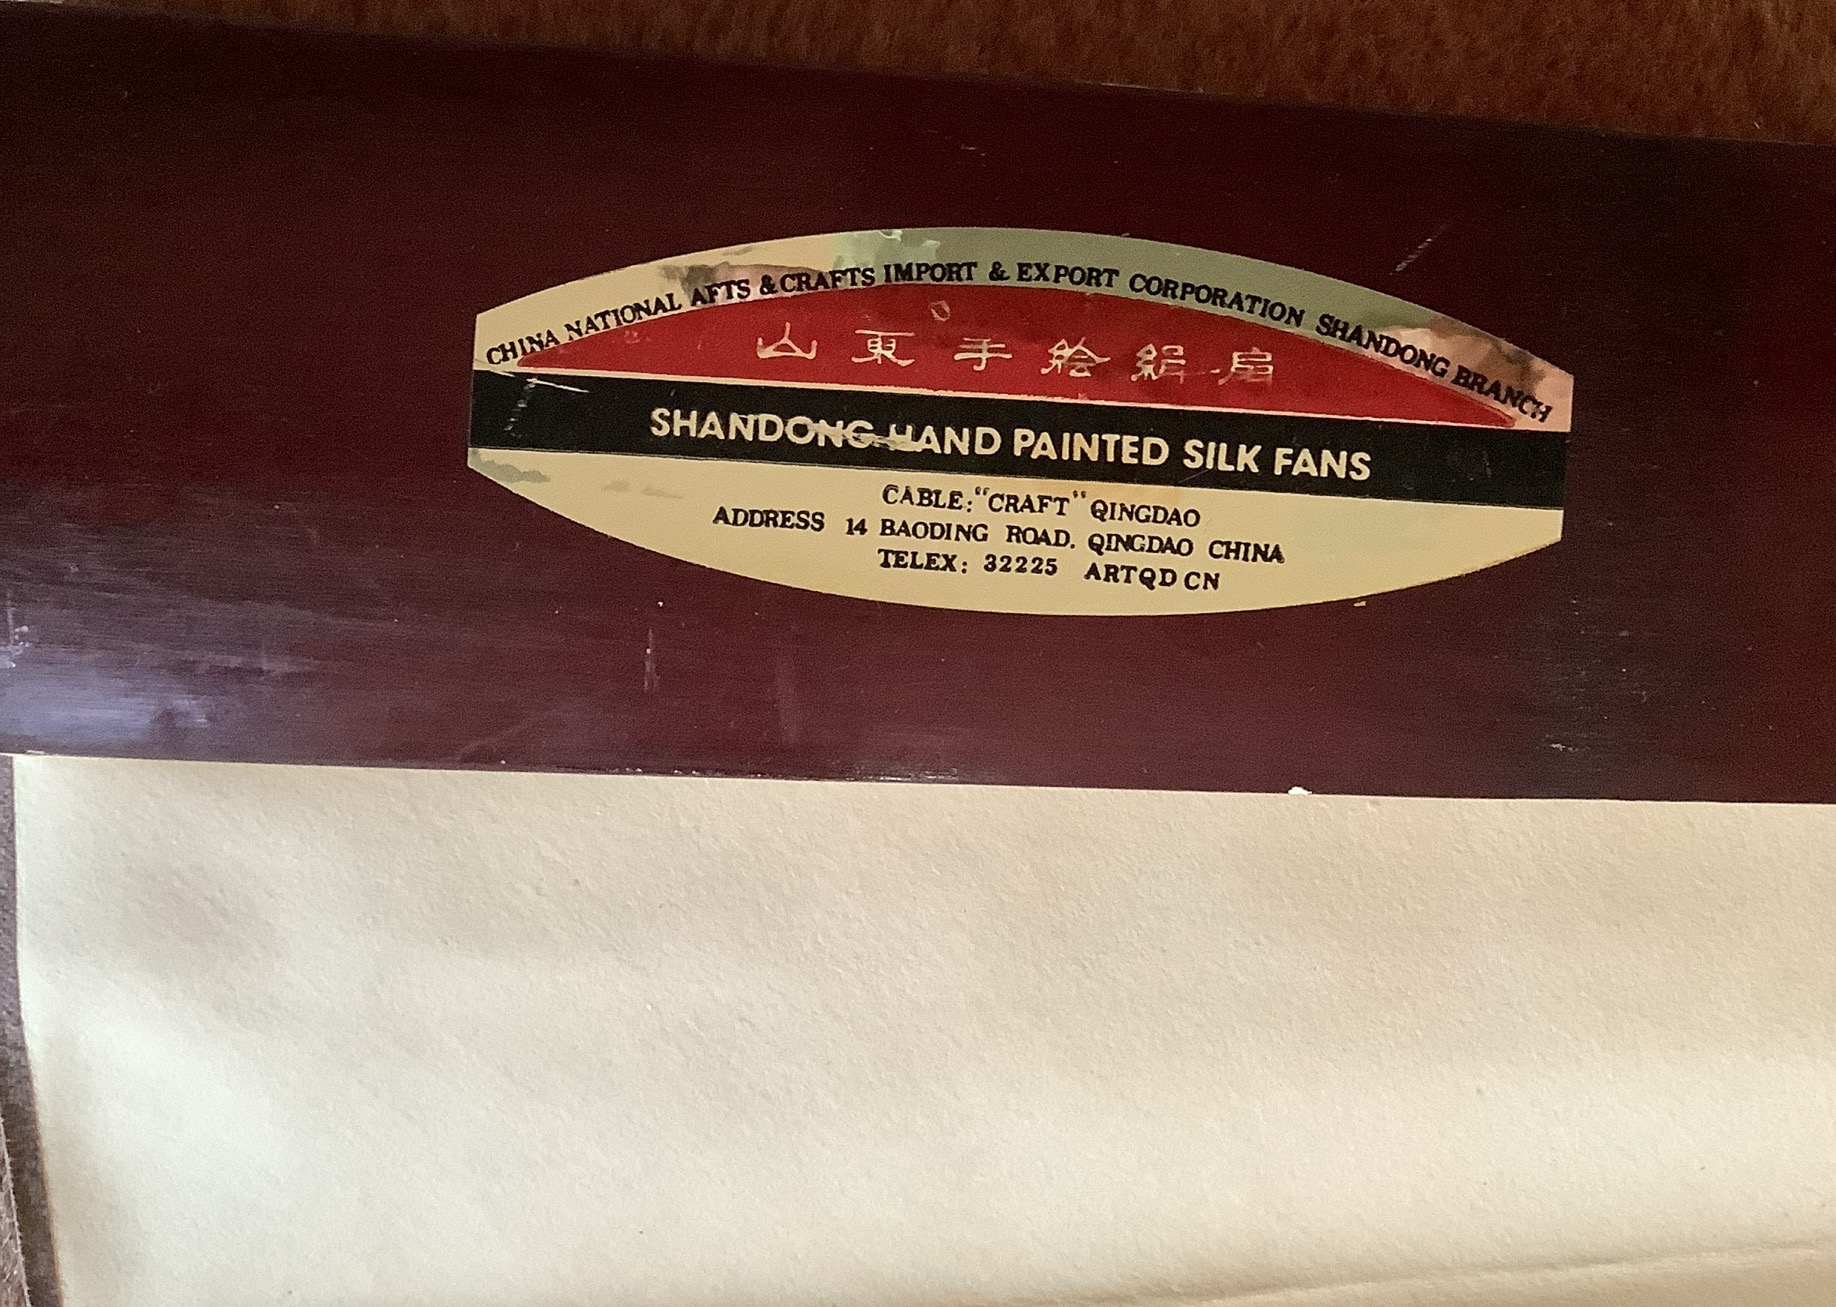 CHINA NATIONAL AFTS & CRAFTS IMPORT & EXPORT CORPORATION SHANDONG BRANCH
山東手絵絹扇
SHANDONG HAND PAINTED SILK FANS
CABLE: "CRAFT" QINGDAO
ADDRESS 14 BAODING ROAD. QINGDAO CHINA
TELEX: 32225 ARTQD CN